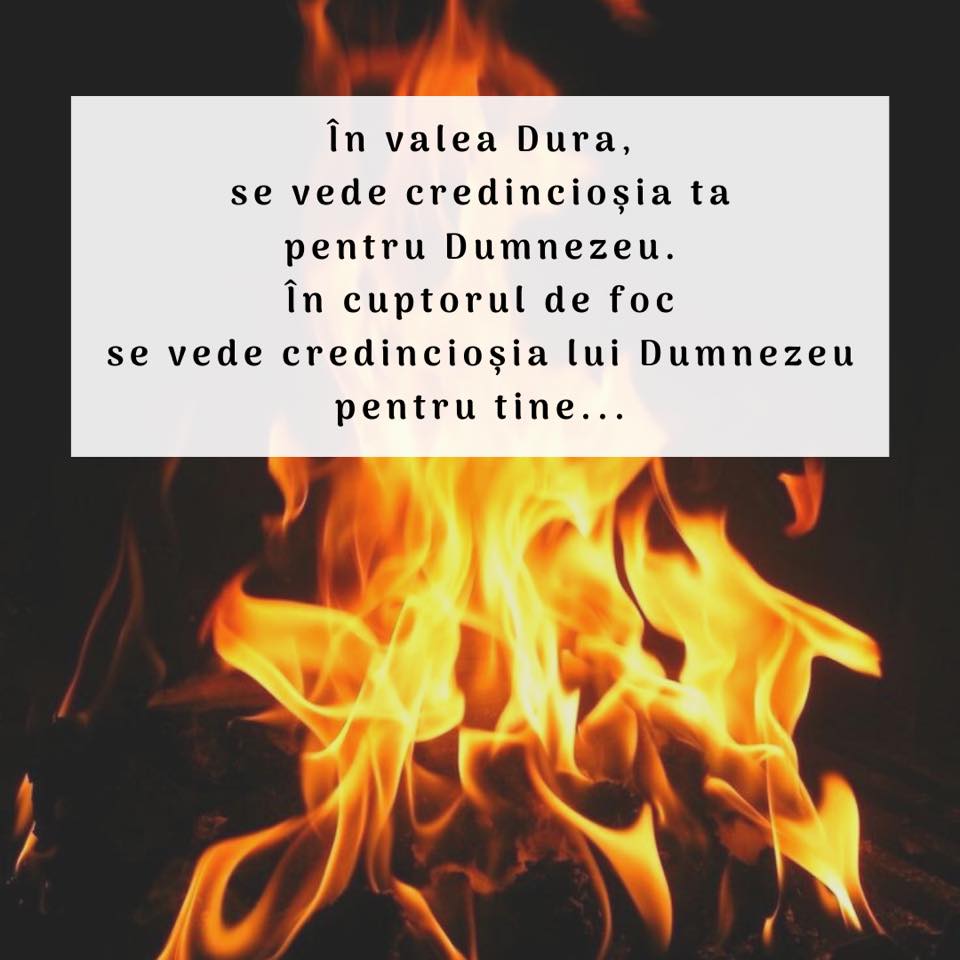 În valea Dura,
se vede credincioșia ta
pentru Dumnezeu.
În cuptorul de foc
se vede credincioșia lui Dumnezeu
pentru tine...